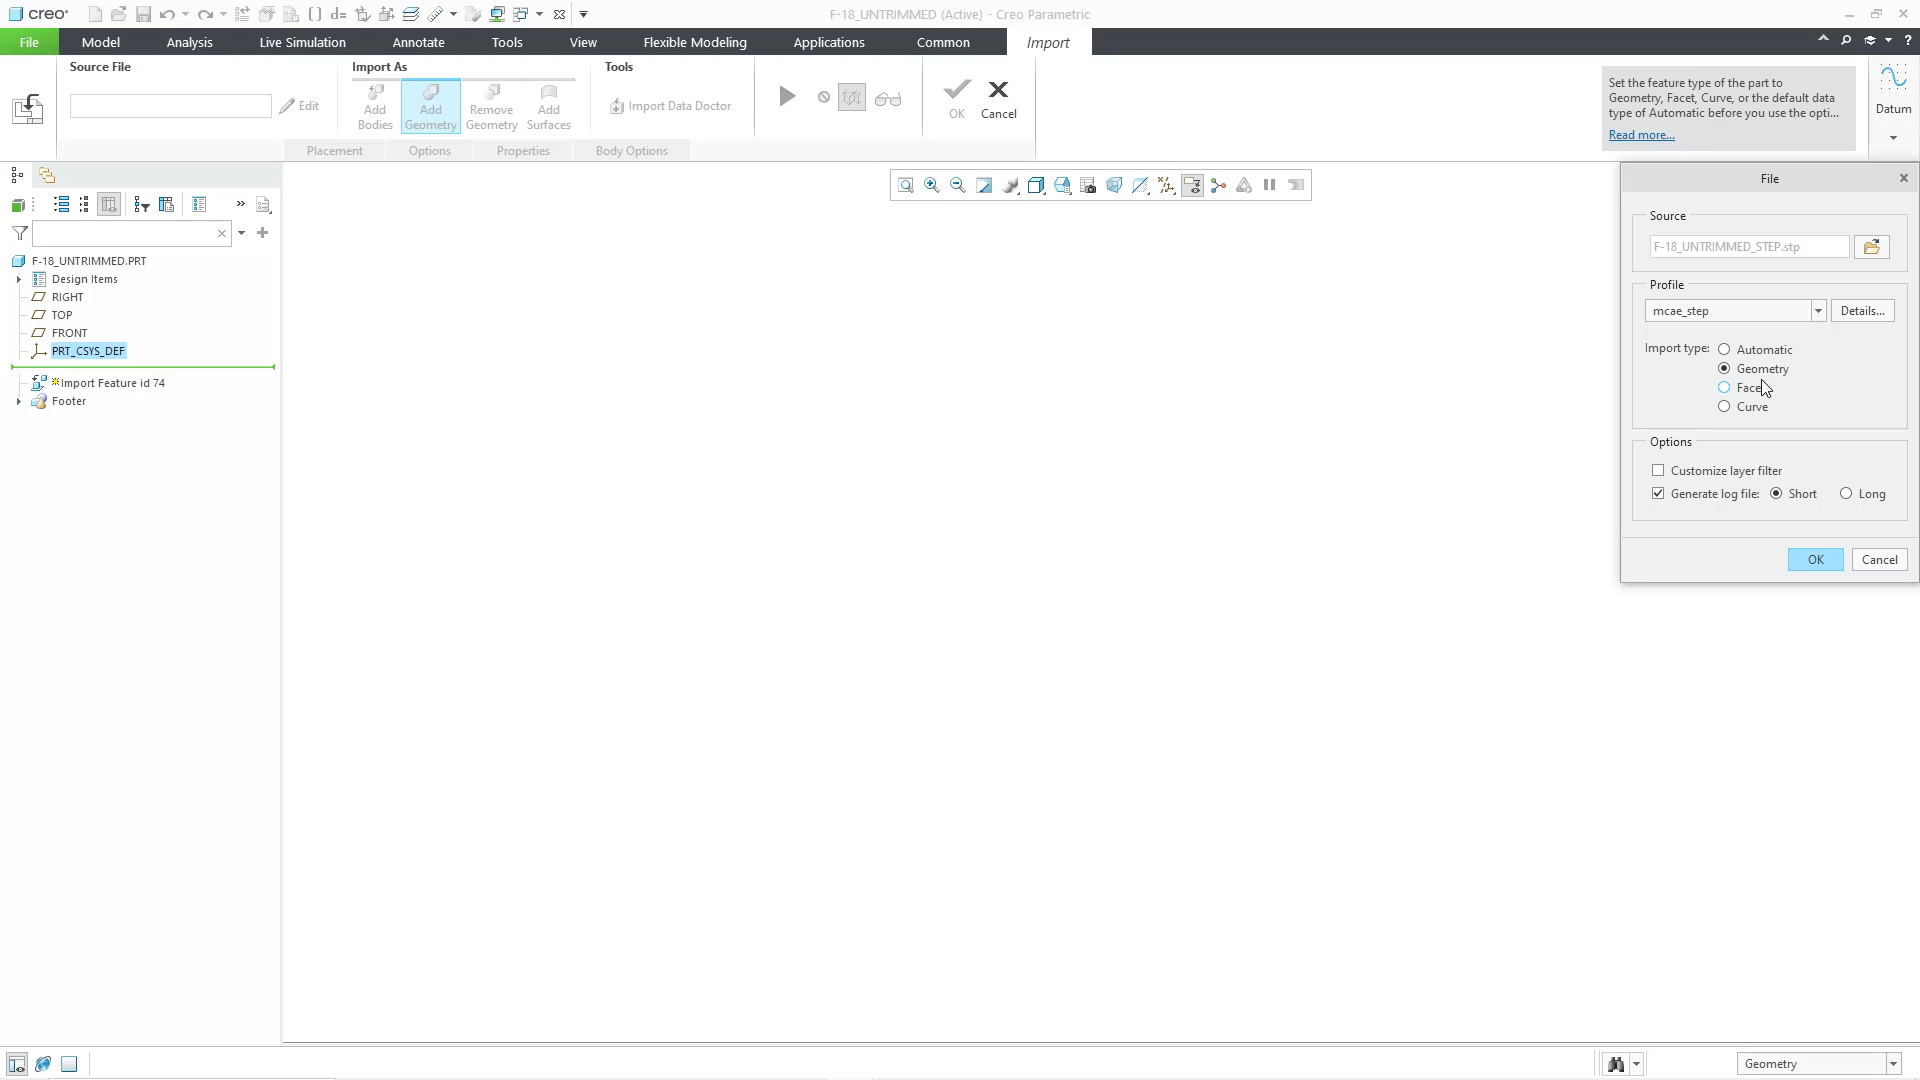 creo
F-18_UNTRIMMED (Active) - Creo Parametric
File
Model
Analysis
Live Simulation
Annotate
Tools
View
Flexible Modeling
Applications
Common
Import
Source File
Edit
Import As
Add Bodies
Add Geometry
Remove Geometry
Add Surfaces
Tools
Import Data Doctor
OK
Cancel
Placement
Options
Properties
Body Options
Set the feature type of the part to
Geometry, Facet, Curve, or the default data
type of Automatic before you use the opti...
Read more...
Datum
F-18_UNTRIMMED.PRT
Design Items
RIGHT
TOP
FRONT
PRT_CSYS_DEF
Import Feature id 74
Footer
File
Source
F-18_UNTRIMMED_STEP.stp
Profile
mcae_step
Details...
Import type:
Automatic
Geometry
Face
Curve
Options
Customize layer filter
Generate log file:
Short
Long
OK
Cancel
Geometry